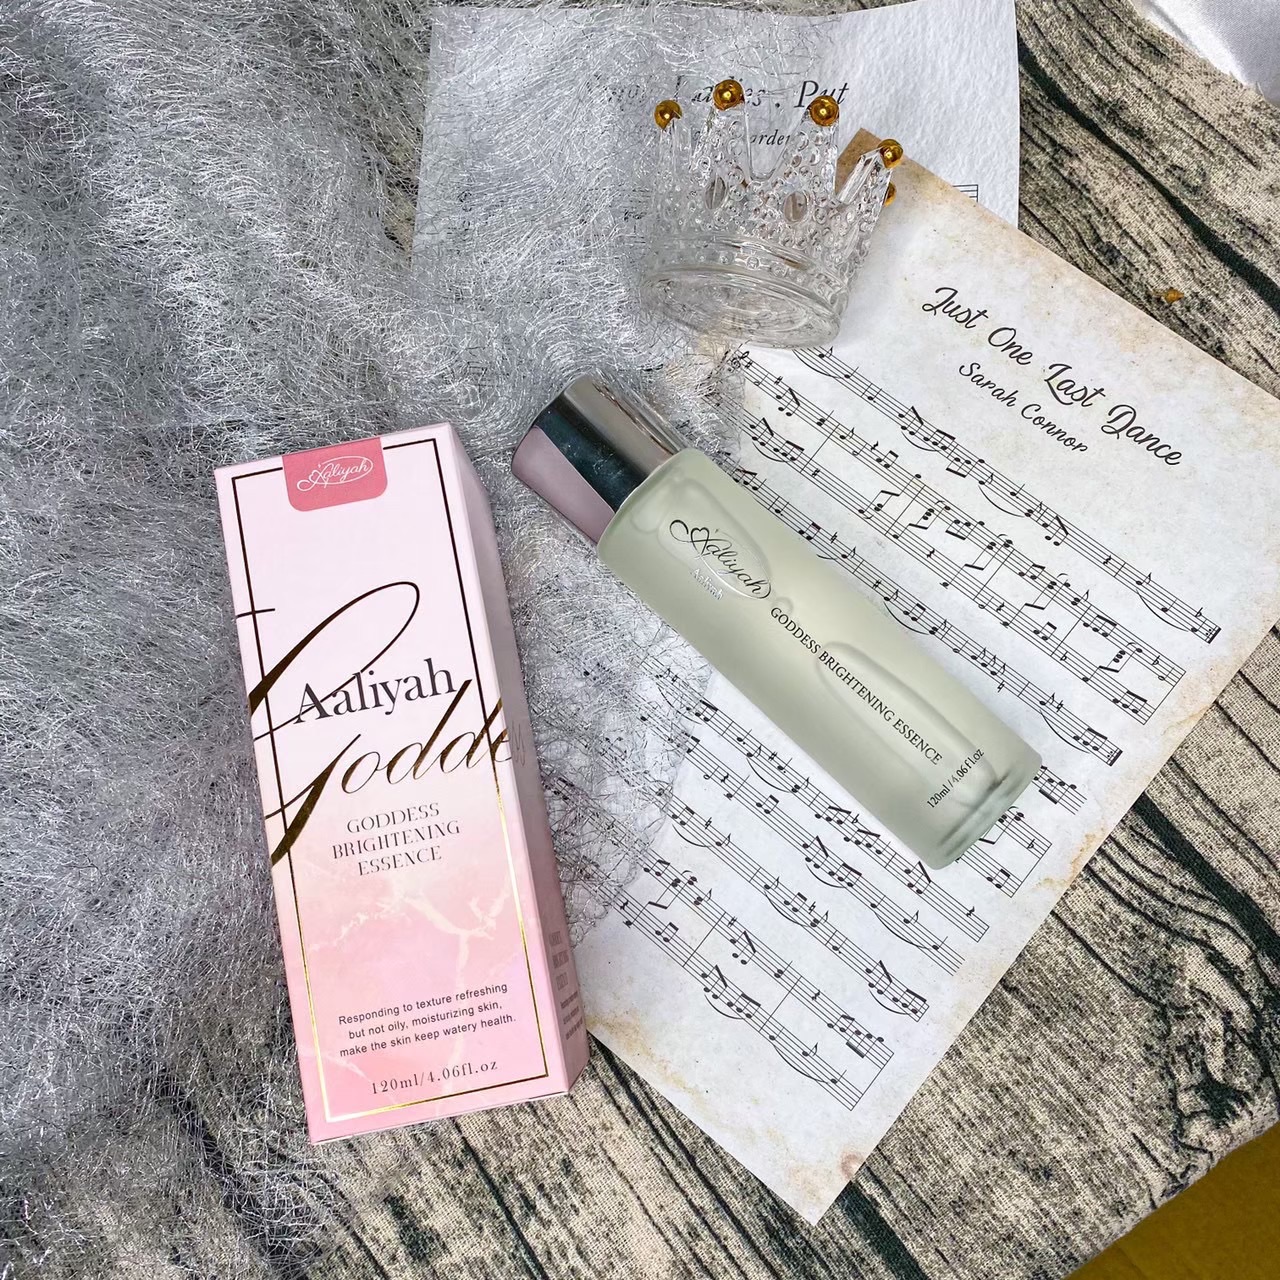 Put
Just One Last Dance
Sarah Connor
Aaliyah
Aaliyah
Godde
GODDESS
BRIGHTENING
ESSENCE
Responding to texture refreshing
but not oily, moisturizing skin,
make the skin keep watery health.
120ml/4.06fl.oz
Aaliyah
Aaliyah
GODDESS BRIGHTENING ESSENCE
120ml/4.06fl.oz